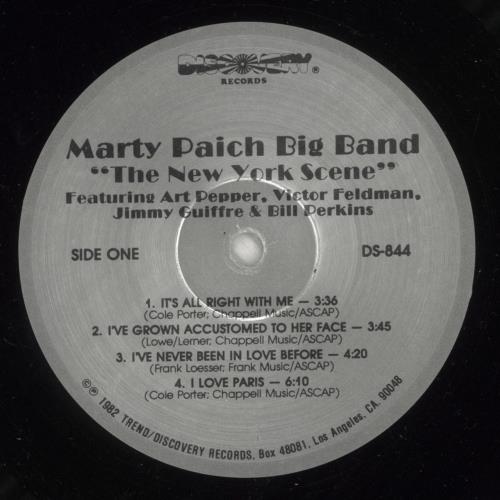 DISCOVERY®
RECORDS
Marty Paich Big Band
"The New York Scene"
Featuring Art Pepper, Victor Feldman,
Jimmy Guiffre & Bill Perkins
SIDE ONE
DS-844
1. IT'S ALL RIGHT WITH ME — 3:36
(Cole Porter; Chappell Music/ASCAP)
2. I'VE GROWN ACCUSTOMED TO HER FACE — 3:45
(Lowe/Lerner; Chappell Music/ASCAP)
3. I'VE NEVER BEEN IN LOVE BEFORE — 4:20
(Frank Loesser; Frank Music/ASCAP)
4. I LOVE PARIS — 6:10
(Cole Porter; Chappell Music/ASCAP)
©℗ 1982 TREND/DISCOVERY RECORDS, Box 48081, Los Angeles, CA. 90048